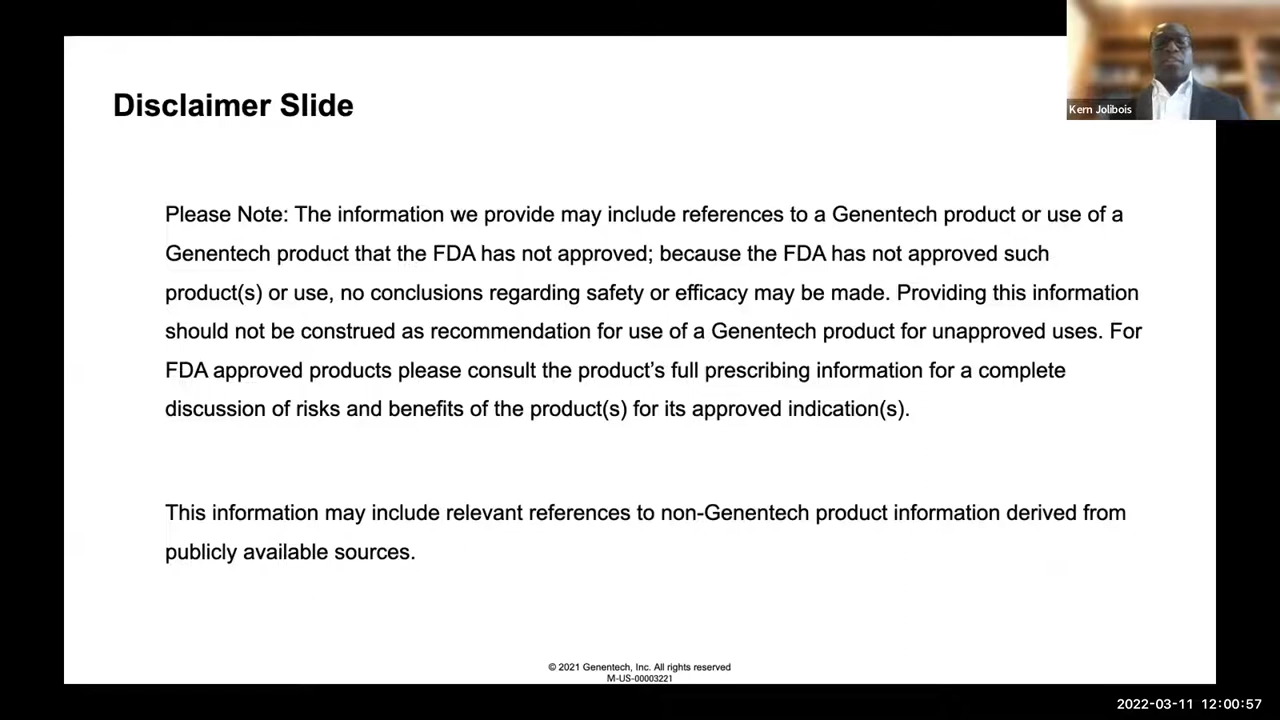 Disclaimer Slide
Kern Jolibois
Please Note: The information we provide may include references to a Genentech product or use of a
Genentech product that the FDA has not approved; because the FDA has not approved such
product(s) or use, no conclusions regarding safety or efficacy may be made. Providing this information
should not be construed as recommendation for use of a Genentech product for unapproved uses. For
FDA approved products please consult the product’s full prescribing information for a complete
discussion of risks and benefits of the product(s) for its approved indication(s).
This information may include relevant references to non-Genentech product information derived from
publicly available sources.
© 2021 Genentech, Inc. All rights reserved
M-US-00003221
2022-03-11 12:00:57